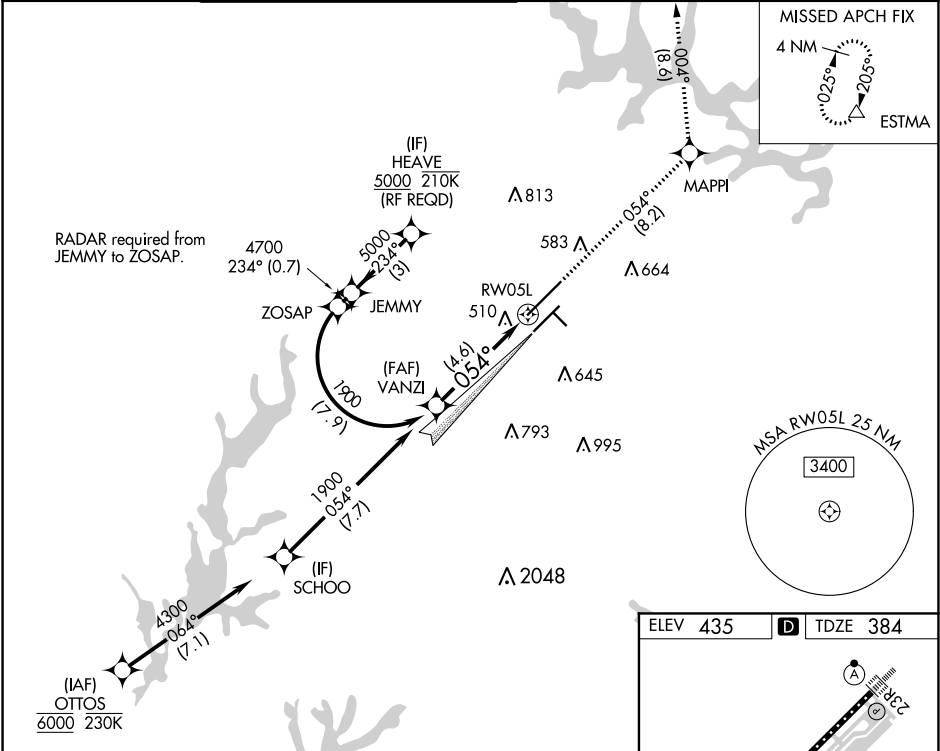 MISSED APCH FIX
4 NM
025°
205°
ESTMA
004°
(8.6)
MAPPI
054°
(8.2)
(IF)
HEAVE
5000 210K
(RF REQD)
813
583
664
RADAR required from
JEMMY to ZOSAP.
4700
234° (0.7)
5000
234°
(3)
ZOSAP
JEMMY
RW05L
510
(4.6)
054°
(FAF)
VANZI
1900
(7.9)
645
793
995
MSA RW05L 25 NM
3400
1900
054°
(7.7)
(IF)
SCHOO
2048
4300
064°
(7.1)
(IAF)
OTTOS
6000 230K
ELEV 435 D TDZE 384
A
23R
P